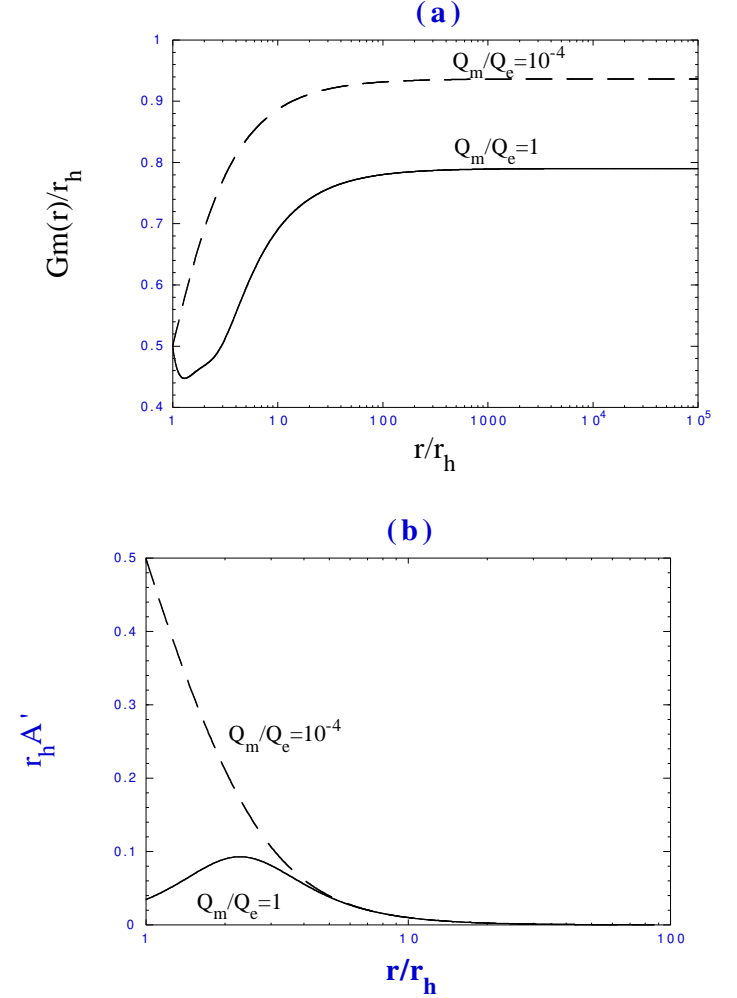 (a)
Q_m/Q_e=10^-4
Q_m/Q_e=1
Gm(r)/r_h
1
0.9
0.8
0.7
0.6
0.5
0.4
1 10 100 1000 10^4 10^5
r/r_h
(b)
Q_m/Q_e=10^-4
Q_m/Q_e=1
r_hA'
0.5
0.4
0.3
0.2
0.1
0
1 10 100
r/r_h